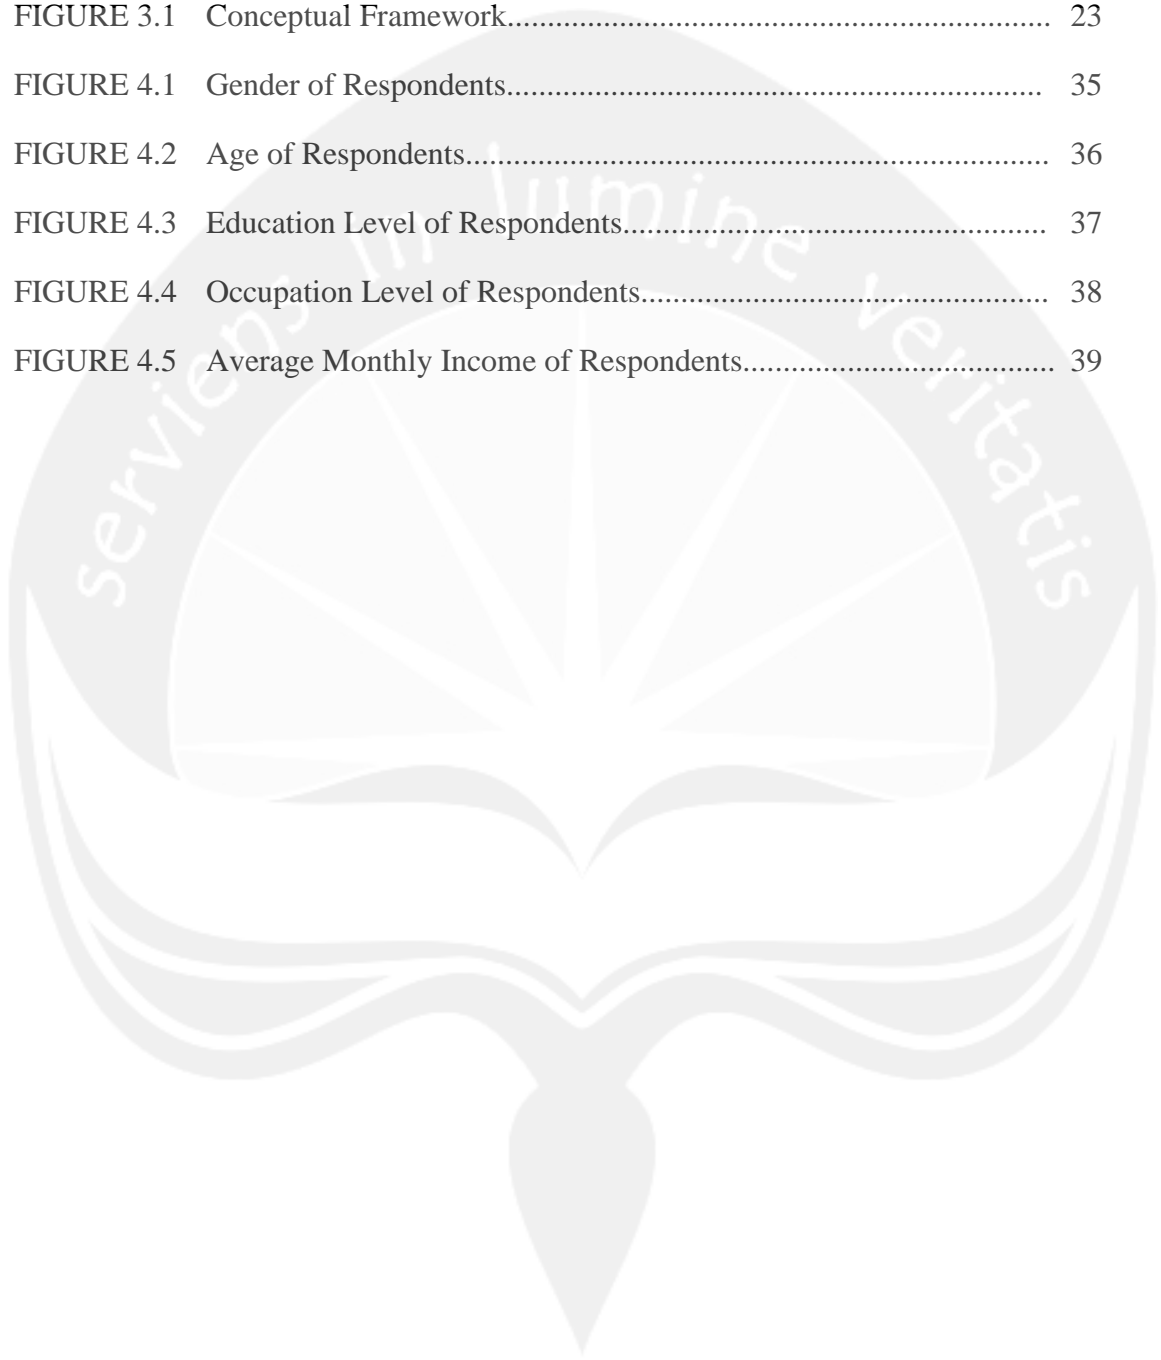 FIGURE 3.1 Conceptual Framework.................................................................... 23
FIGURE 4.1 Gender of Respondents................................................................... 35
FIGURE 4.2 Age of Respondents......................................................................... 36
FIGURE 4.3 Education Level of Respondents..................................................... 37
FIGURE 4.4 Occupation Level of Respondents................................................... 38
FIGURE 4.5 Average Monthly Income of Respondents....................................... 39
serviens in lumine veritatis